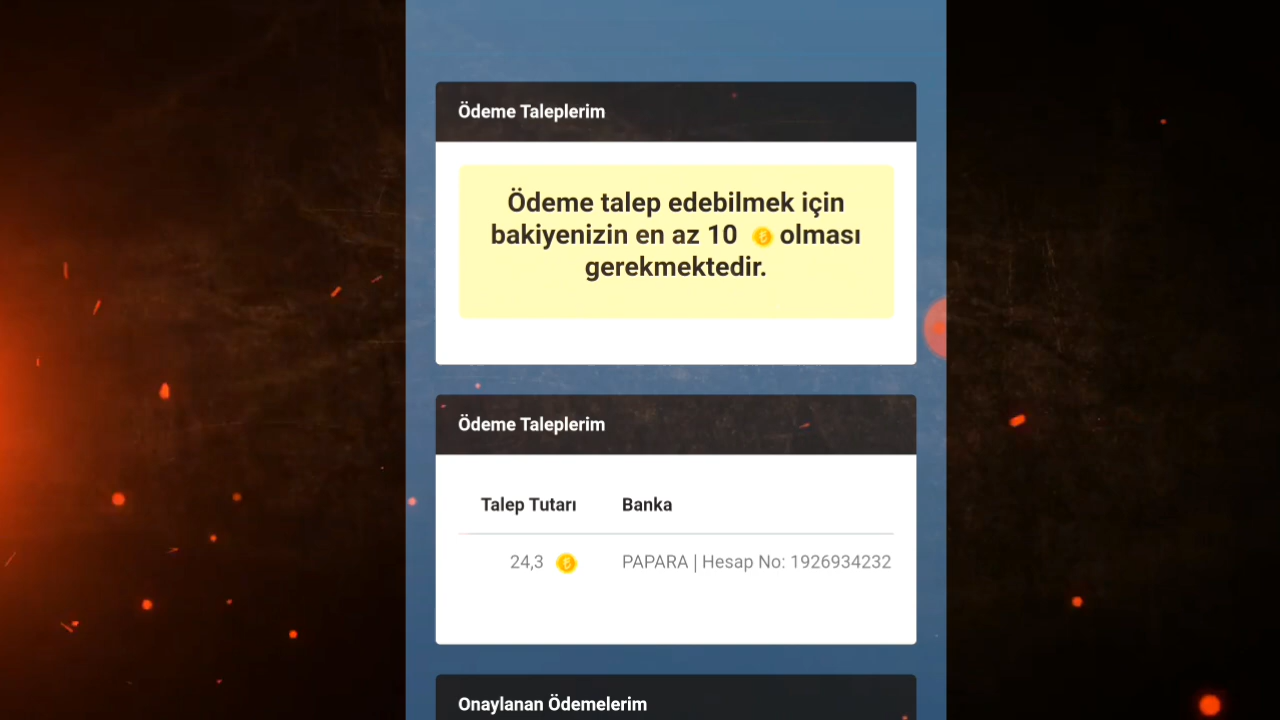 Ödeme Taleplerim
Ödeme talep edebilmek için
bakiyenizin en az 10 ₺ olması
gerekmektedir.
Ödeme Taleplerim
Talep Tutarı Banka
24,3 ₺ PAPARA | Hesap No: 1926934232
Onaylanan Ödemelerim